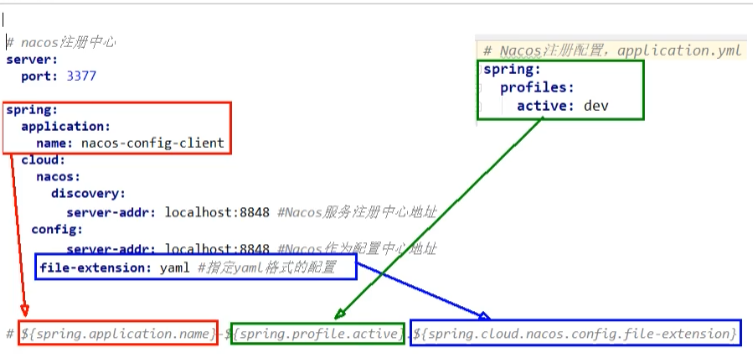 # nacos注册中心
server:
port: 3377
spring:
application:
name: nacos-config-client
cloud:
nacos:
discovery:
server-addr: localhost:8848 #Nacos服务注册中心地址
config:
server-addr: localhost:8848 #Nacos作为配置中心地址
file-extension: yaml #指定yaml格式的配置
# Nacos注册配置，application.yml
spring:
profiles:
active: dev
# ${spring.application.name}-${spring.profile.active}.${spring.cloud.nacos.config.file-extension}